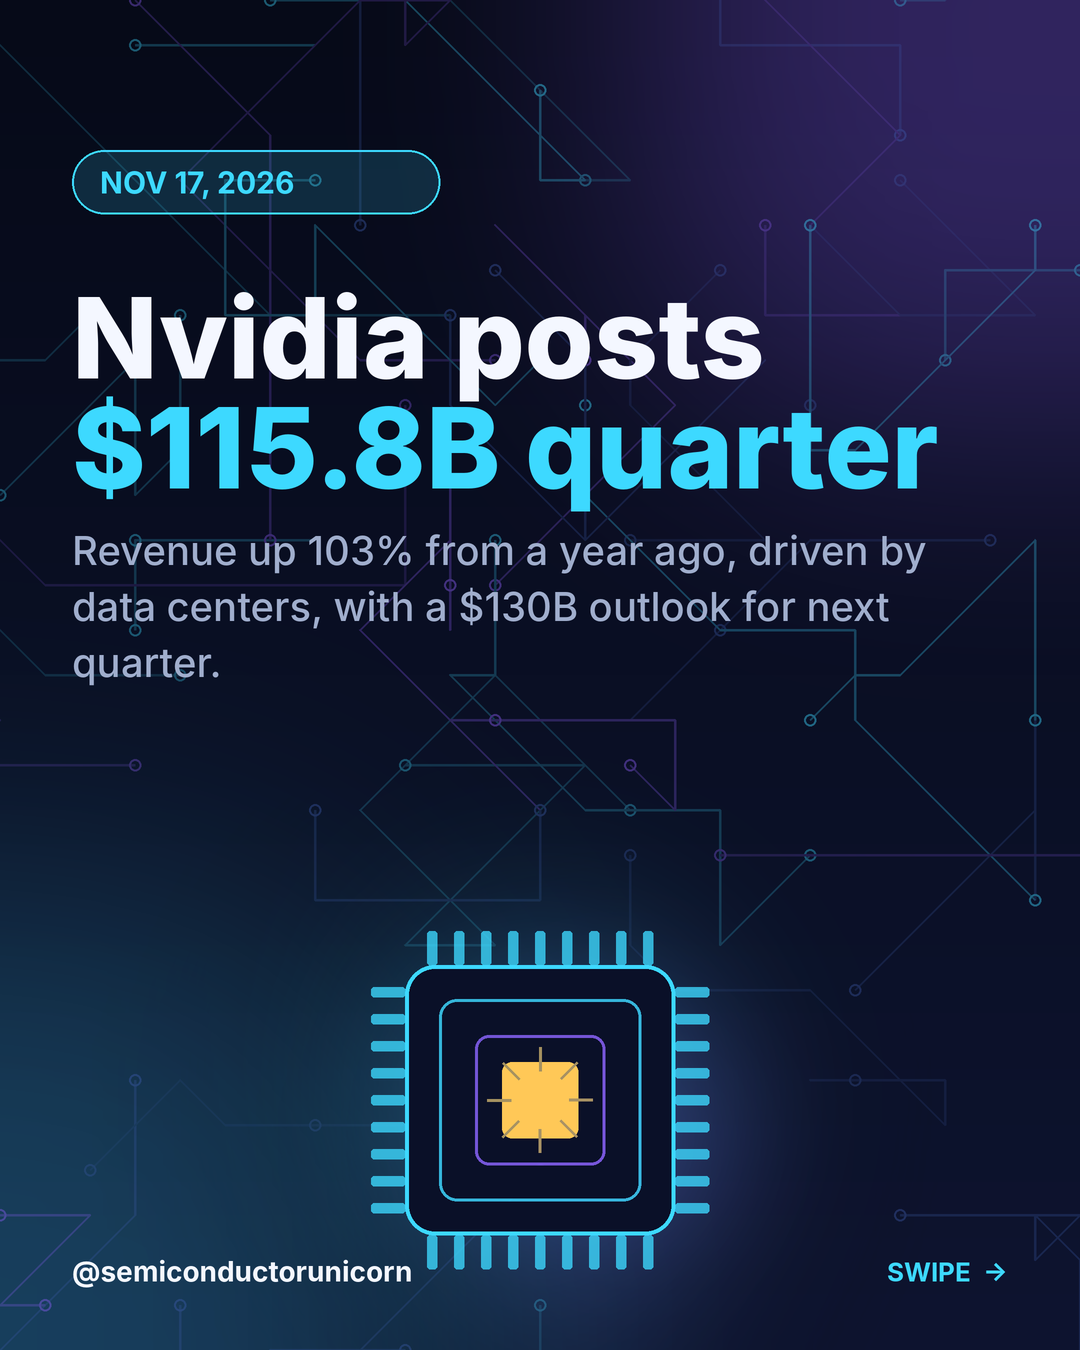 NOV 17, 2026
Nvidia posts
$115.8B quarter
Revenue up 103% from a year ago, driven by
data centers, with a $130B outlook for next
quarter.
@semiconductorunicorn
SWIPE →